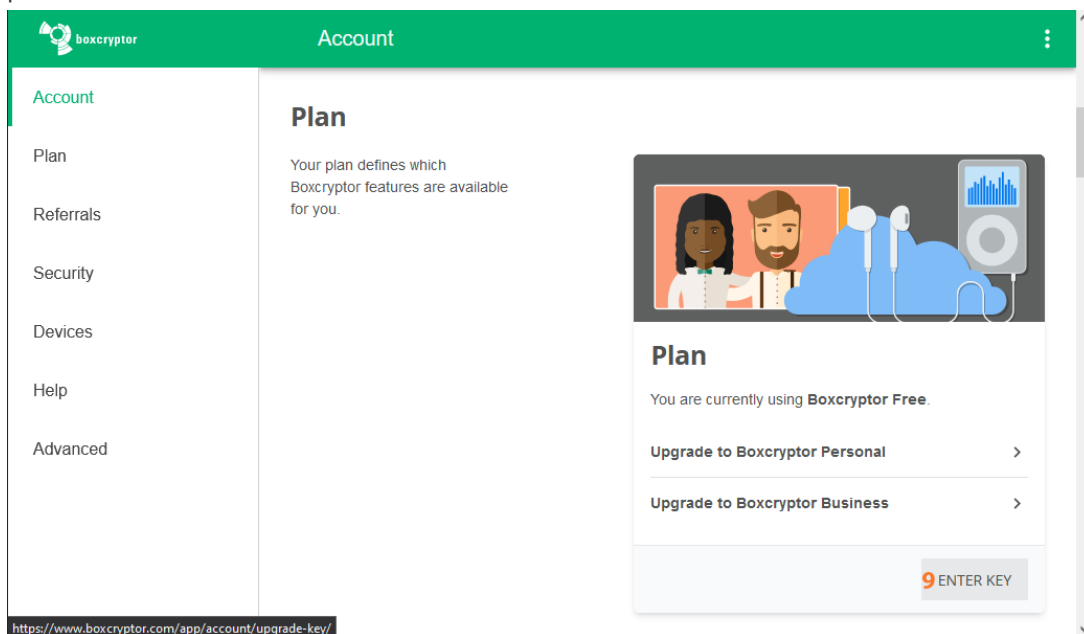 boxcryptor
Account
Account
Plan
Referrals
Security
Devices
Help
Advanced
Plan
Your plan defines which
Boxcryptor features are available
for you.
Plan
You are currently using Boxcryptor Free.
Upgrade to Boxcryptor Personal
Upgrade to Boxcryptor Business
9 ENTER KEY
https://www.boxcryptor.com/app/account/upgrade-key/